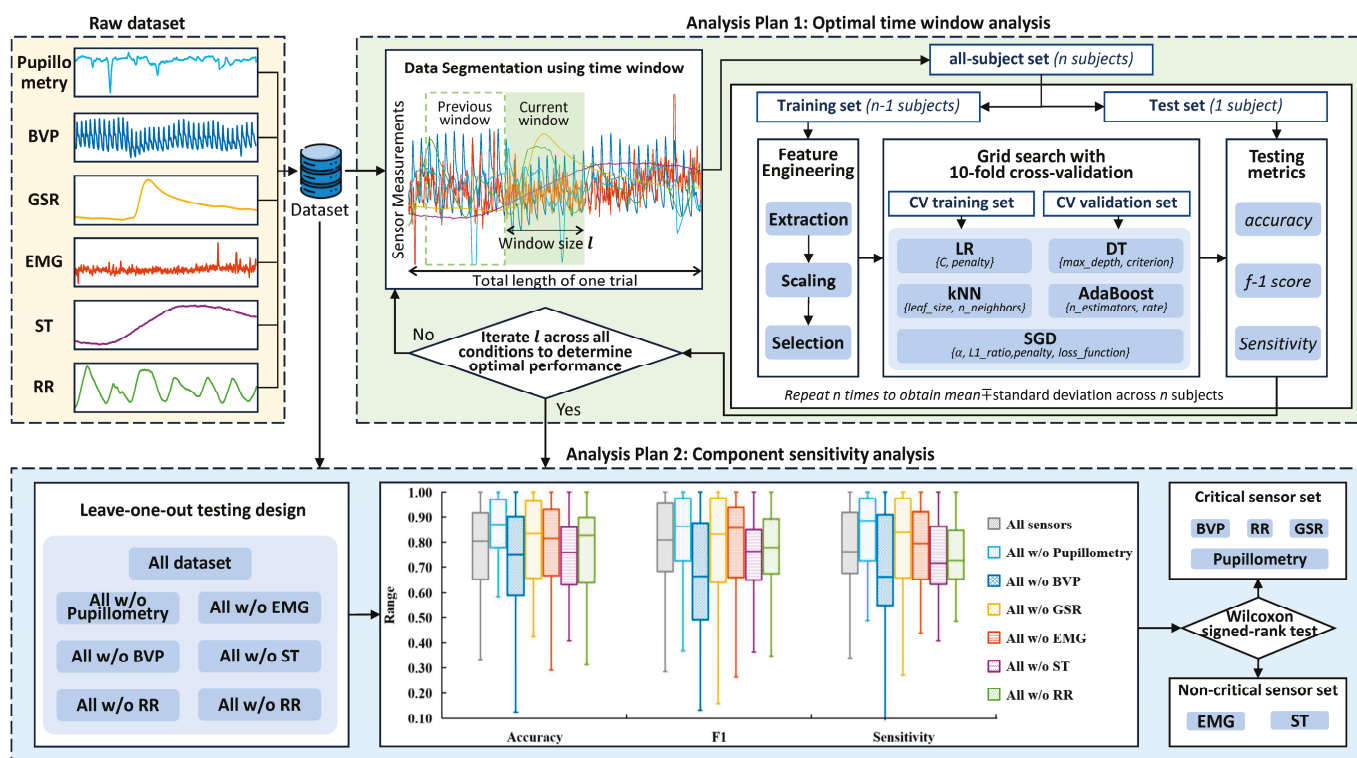 Raw dataset
Pupillo
metry
BVP
GSR
EMG
ST
RR
Dataset
Analysis Plan 1: Optimal time window analysis
Data Segmentation using time window
Sensor Measurements
Previous
window
Current
window
Window size l
Total length of one trial
Iterate l across all
conditions to determine
optimal performance
No
Yes
all-subject set (n subjects)
Training set (n-1 subjects)
Test set (1 subject)
Feature
Engineering
Extraction
Scaling
Selection
Grid search with
10-fold cross-validation
CV training set
CV validation set
LR
{C, penalty}
DT
{max_depth, criterion}
kNN
{leaf_size, n_neighbors}
AdaBoost
{n_estimators, rate}
SGD
{α, L1_ratio,penalty, loss_function}
Testing
metrics
accuracy
f-1 score
Sensitivity
Repeat n times to obtain mean∓standard deviation across n subjects
Analysis Plan 2: Component sensitivity analysis
Leave-one-out testing design
All dataset
All w/o
Pupillometry
All w/o EMG
All w/o BVP
All w/o ST
All w/o RR
All w/o RR
Range
1.00
0.90
0.80
0.70
0.60
0.50
0.40
0.30
0.20
0.10
Accuracy
F1
Sensitivity
All sensors
All w/o Pupillometry
All w/o BVP
All w/o GSR
All w/o EMG
All w/o ST
All w/o RR
Critical sensor set
BVP
RR
GSR
Pupillometry
Wilcoxon
signed-rank test
Non-critical sensor set
EMG
ST